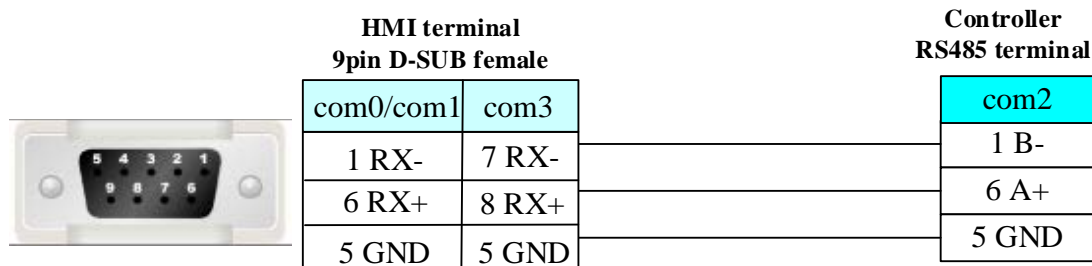 HMI terminal
9pin D-SUB female
Controller
RS485 terminal
com0/com1 com3
com2
1 RX- 7 RX-
1 B-
6 RX+ 8 RX+
6 A+
5 GND 5 GND
5 GND
5 4 3 2 1
9 8 7 6